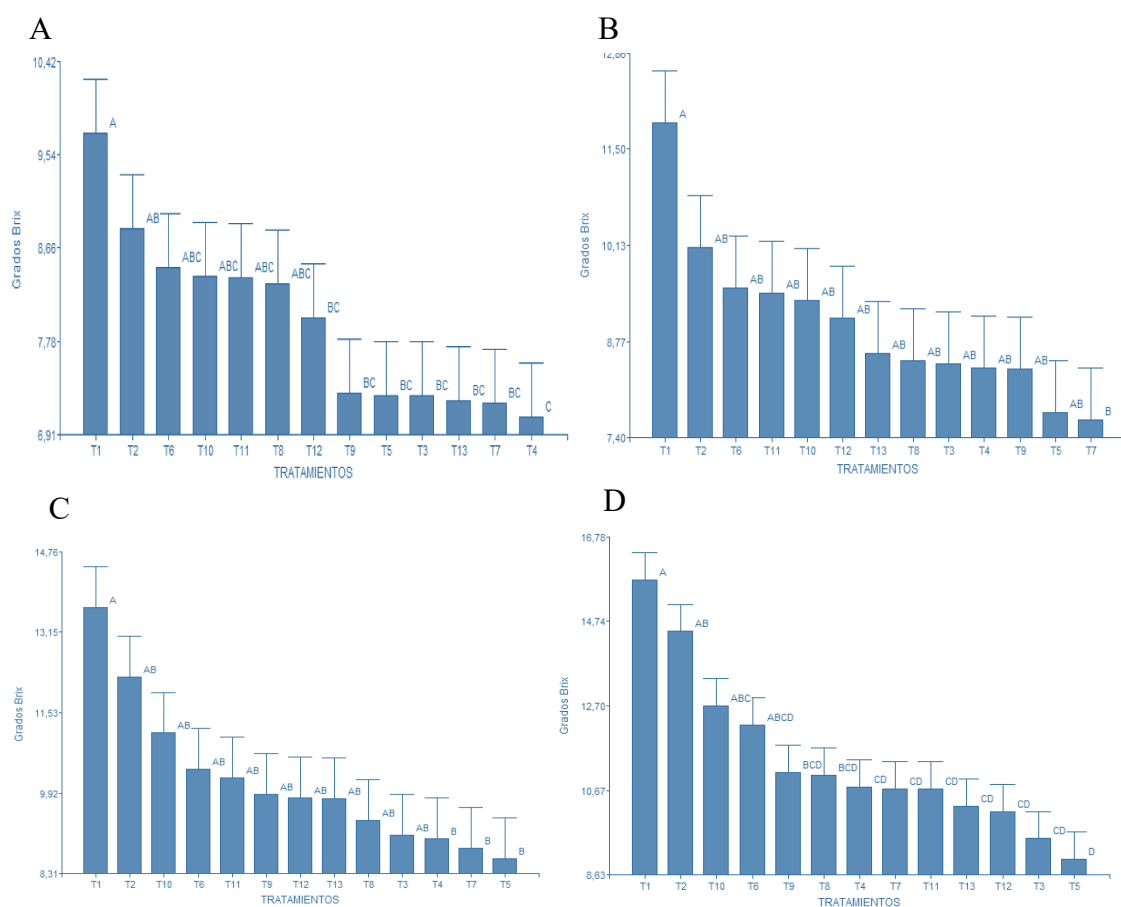 A
10,42
9,54
8,66
7,78
6,91
Grados Brix
A
AB
ABC
ABC
ABC
ABC
BC
BC
BC
BC
BC
BC
C
T1 T2 T6 T10 T11 T8 T12 T9 T5 T3 T13 T7 T4
TRATAMIENTOS
B
12,86
11,50
10,13
8,77
7,40
Grados Brix
A
AB
AB
AB
AB
AB
AB
AB
AB
AB
AB
AB
B
T1 T2 T6 T11 T10 T12 T13 T8 T3 T4 T9 T5 T7
TRATAMIENTOS
C
14,76
13,15
11,53
9,92
8,31
Grados Brix
A
AB
AB
AB
AB
AB
AB
AB
AB
AB
B
B
B
T1 T2 T10 T6 T11 T9 T12 T13 T8 T3 T4 T7 T5
TRATAMIENTOS
D
16,78
14,74
12,70
10,67
8,63
Grados Brix
A
AB
ABC
ABCD
BCD
BCD
CD
CD
CD
CD
CD
CD
D
T1 T2 T10 T6 T9 T8 T4 T7 T11 T13 T12 T3 T5
TRATAMIENTOS